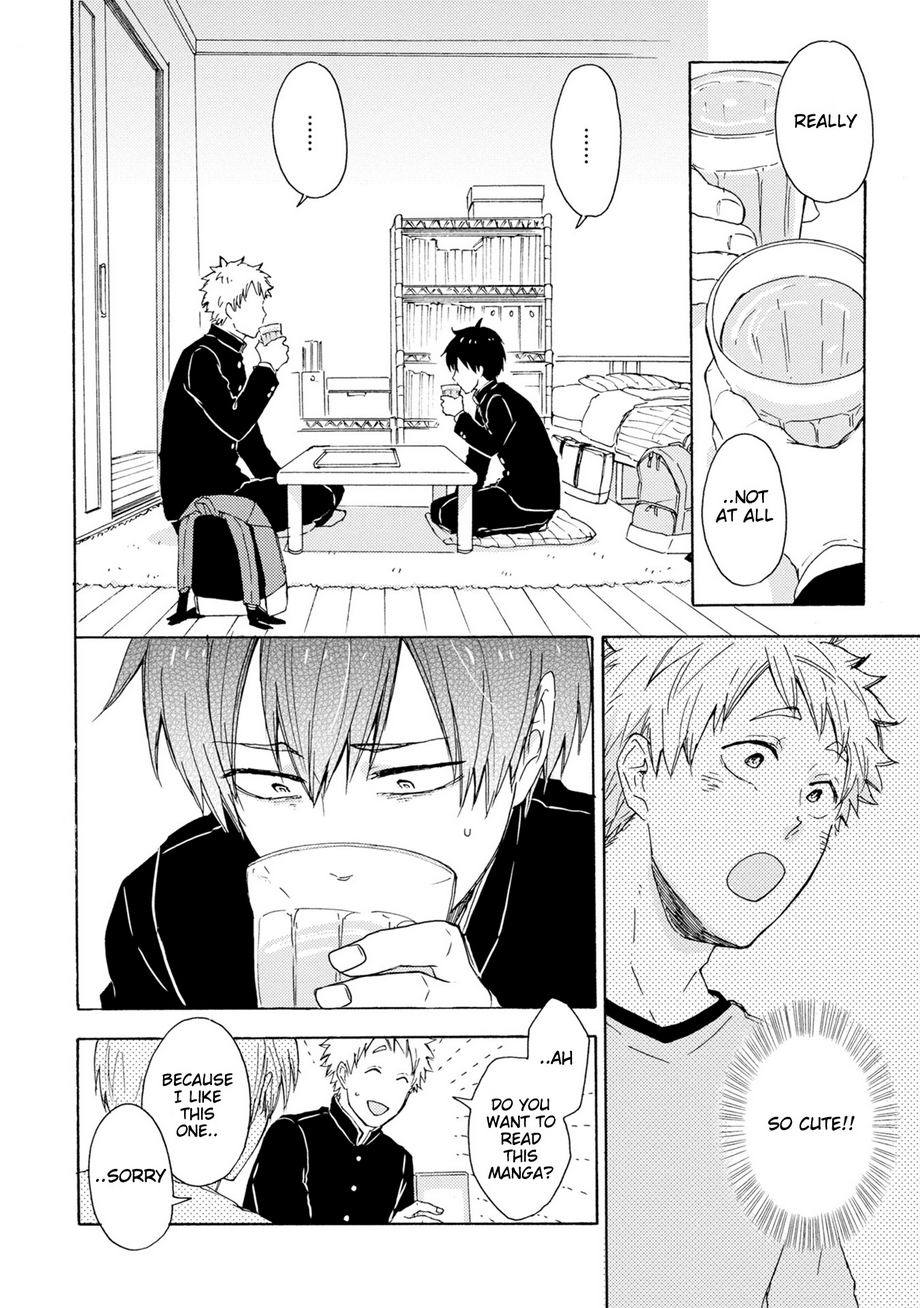 REALLY
..NOT
AT ALL
......
......
SO CUTE!!
..AH
DO YOU
WANT TO
READ
THIS
MANGA?
BECAUSE
I LIKE
THIS
ONE..
..SORRY